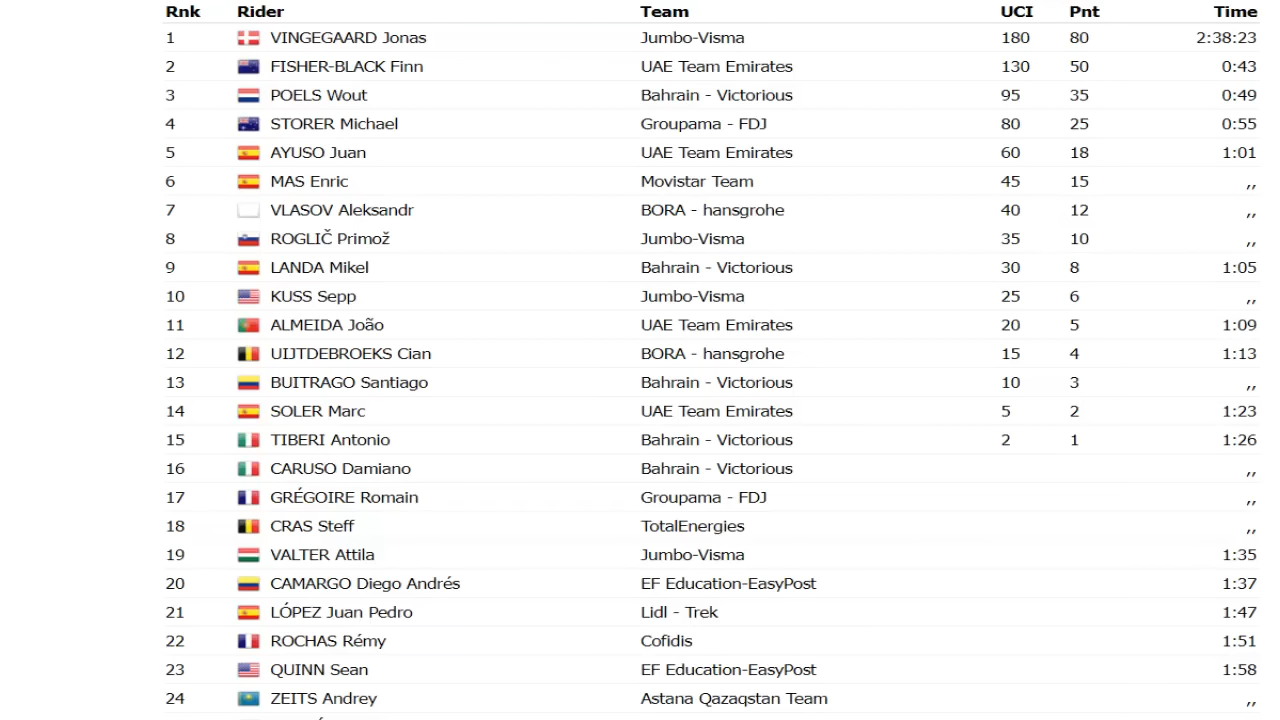 Rnk Rider Team UCI Pnt Time
1 VINGEGAARD Jonas Jumbo-Visma 180 80 2:38:23
2 FISHER-BLACK Finn UAE Team Emirates 130 50 0:43
3 POELS Wout Bahrain - Victorious 95 35 0:49
4 STORER Michael Groupama - FDJ 80 25 0:55
5 AYUSO Juan UAE Team Emirates 60 18 1:01
6 MAS Enric Movistar Team 45 15 ,,
7 VLASOV Aleksandr BORA - hansgrohe 40 12 ,,
8 ROGLIČ Primož Jumbo-Visma 35 10 ,,
9 LANDA Mikel Bahrain - Victorious 30 8 1:05
10 KUSS Sepp Jumbo-Visma 25 6 ,,
11 ALMEIDA João UAE Team Emirates 20 5 1:09
12 UIJTDEBROEKS Cian BORA - hansgrohe 15 4 1:13
13 BUITRAGO Santiago Bahrain - Victorious 10 3 ,,
14 SOLER Marc UAE Team Emirates 5 2 1:23
15 TIBERI Antonio Bahrain - Victorious 2 1 1:26
16 CARUSO Damiano Bahrain - Victorious ,,
17 GRÉGOIRE Romain Groupama - FDJ ,,
18 CRAS Steff TotalEnergies ,,
19 VALTER Attila Jumbo-Visma 1:35
20 CAMARGO Diego Andrés EF Education-EasyPost 1:37
21 LÓPEZ Juan Pedro Lidl - Trek 1:47
22 ROCHAS Rémy Cofidis 1:51
23 QUINN Sean EF Education-EasyPost 1:58
24 ZEITS Andrey Astana Qazaqstan Team ,,